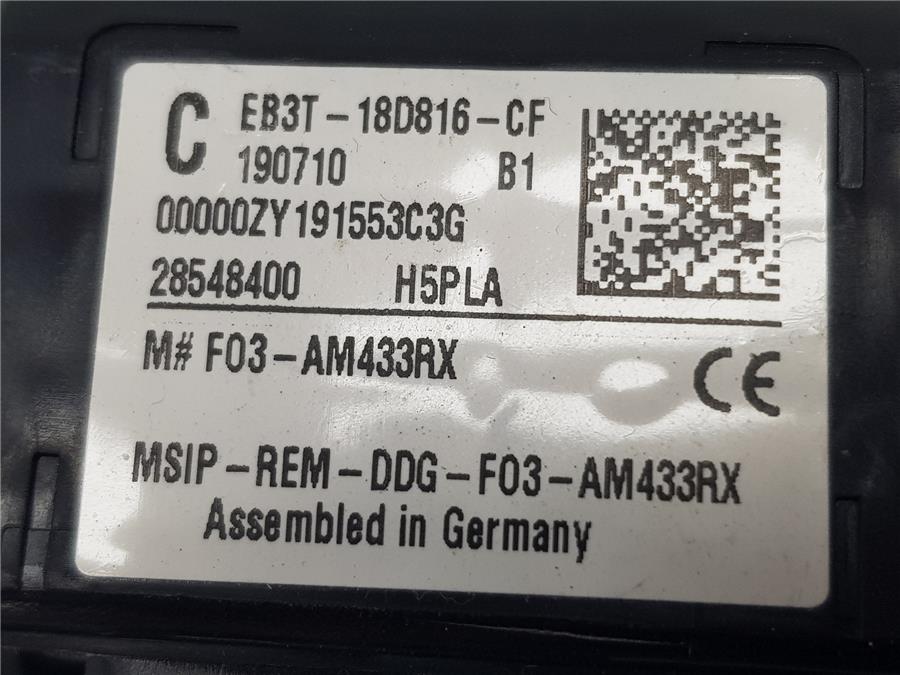 C EB3T-18D816-CF
190710 B1
00000ZY191553C3G
28548400 H5PLA
M# F03-AM433RX CE
MSIP-REM-DDG-F03-AM433RX
Assembled in Germany